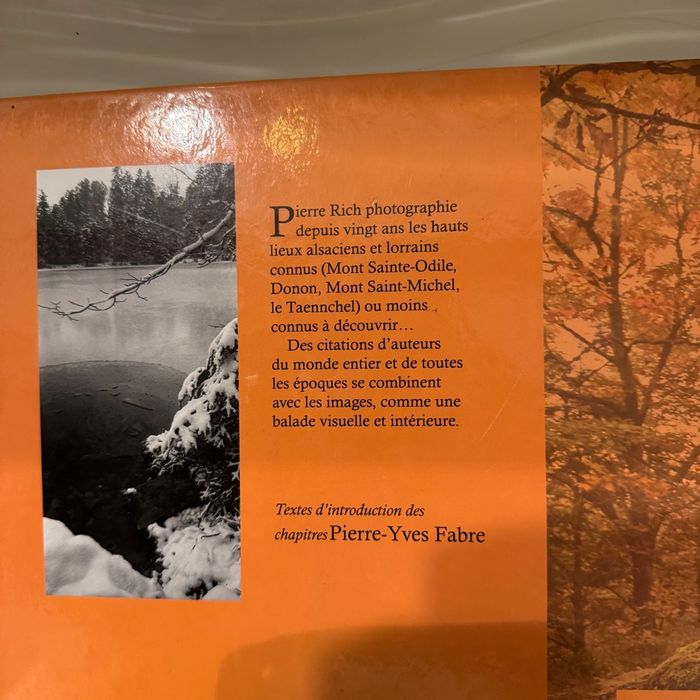 Pierre Rich photographie
depuis vingt ans les hauts
lieux alsaciens et lorrains
connus (Mont Sainte-Odile,
Donon, Mont Saint-Michel,
le Taennchel) ou moins
connus à découvrir…
Des citations d'auteurs
du monde entier et de toutes
les époques se combinent
avec les images, comme une
balade visuelle et intérieure.
Textes d'introduction des
chapitres Pierre-Yves Fabre